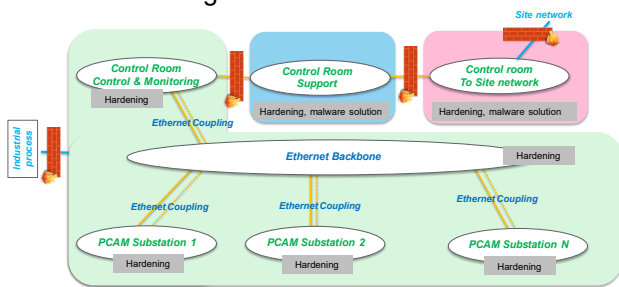 Site network
Control Room
Control & Monitoring
Hardening
Control Room
Support
Hardening, malware solution
Control room
To Site network
Hardening, malware solution
Ethernet Coupling
Industrial
process
Ethernet Backbone
Hardening
Ethenet Coupling
Ethernet Coupling
Ethernet Coupling
PCAM Substation 1
Hardening
PCAM Substation 2
Hardening
PCAM Substation N
Hardening